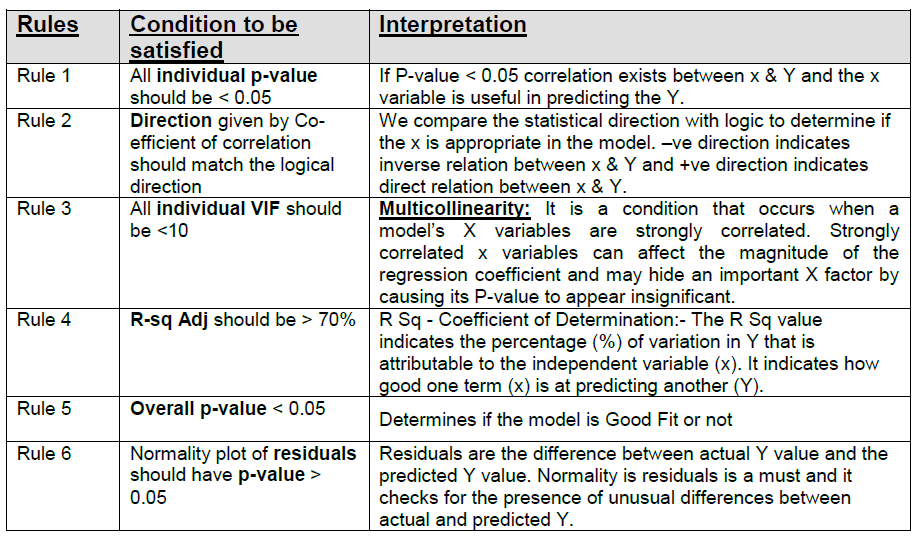 Rules Condition to be Interpretation
satisfied
Rule 1 All individual p-value If P-value < 0.05 correlation exists between x & Y and the x
should be < 0.05 variable is useful in predicting the Y.
Rule 2 Direction given by Co- We compare the statistical direction with logic to determine if
efficient of correlation the x is appropriate in the model. –ve direction indicates
should match the logical inverse relation between x & Y and +ve direction indicates
direction direct relation between x & Y.
Rule 3 All individual VIF should Multicollinearity: It is a condition that occurs when a
be <10 model’s X variables are strongly correlated. Strongly
correlated x variables can affect the magnitude of the
regression coefficient and may hide an important X factor by
causing its P-value to appear insignificant.
Rule 4 R-sq Adj should be > 70% R Sq - Coefficient of Determination:- The R Sq value
indicates the percentage (%) of variation in Y that is
attributable to the independent variable (x). It indicates how
good one term (x) is at predicting another (Y).
Rule 5 Overall p-value < 0.05 Determines if the model is Good Fit or not
Rule 6 Normality plot of residuals Residuals are the difference between actual Y value and the
should have p-value > predicted Y value. Normality is residuals is a must and it
0.05 checks for the presence of unusual differences between
actual and predicted Y.